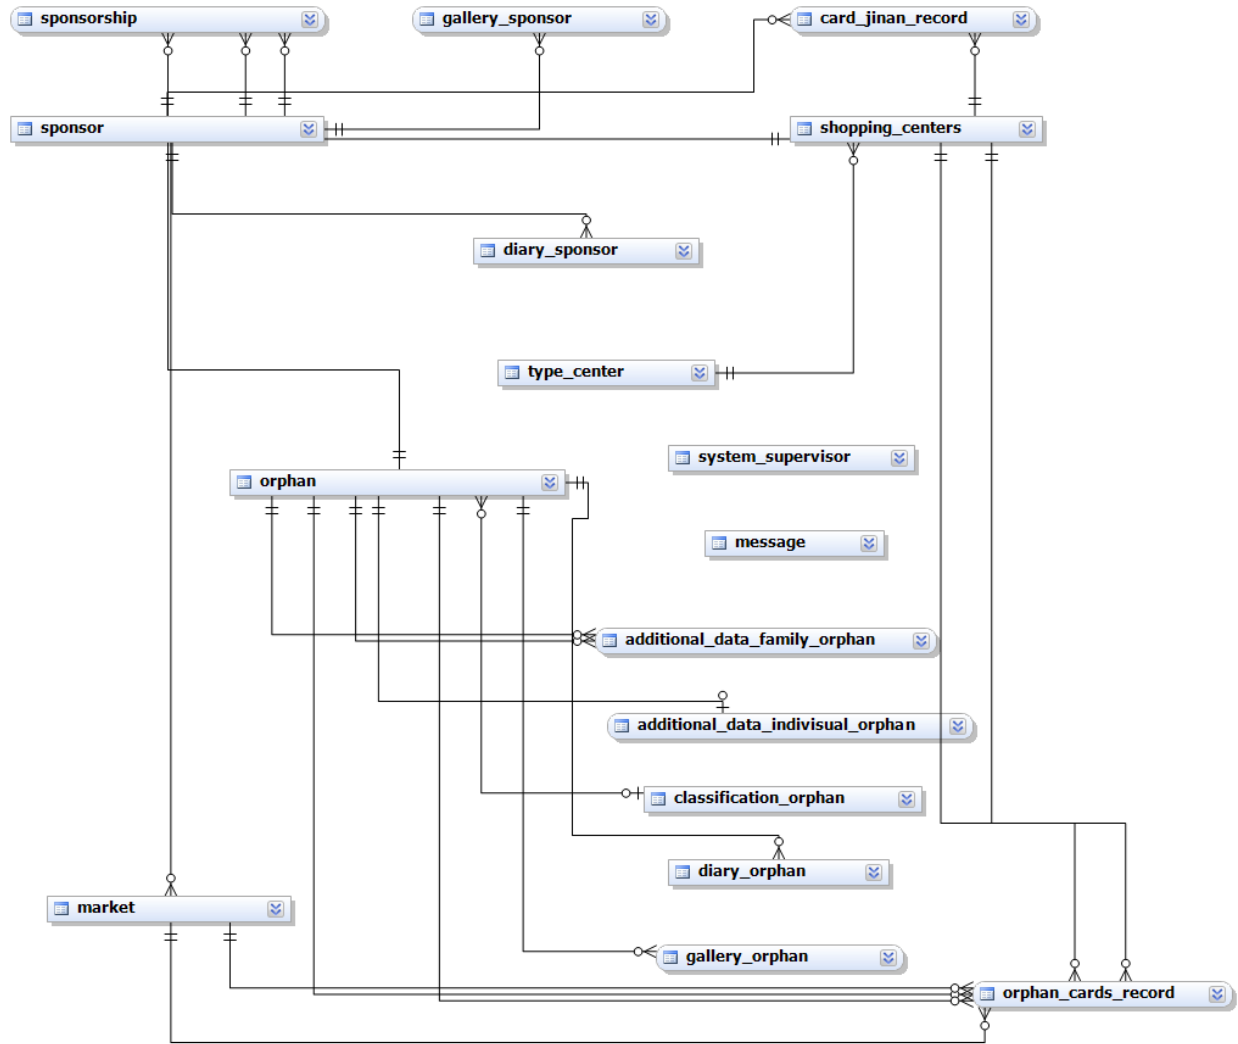 sponsorship
gallery_sponsor
card_jinan_record
sponsor
shopping_centers
diary_sponsor
type_center
system_supervisor
orphan
message
additional_data_family_orphan
additional_data_indivisual_orphan
classification_orphan
diary_orphan
market
gallery_orphan
orphan_cards_record